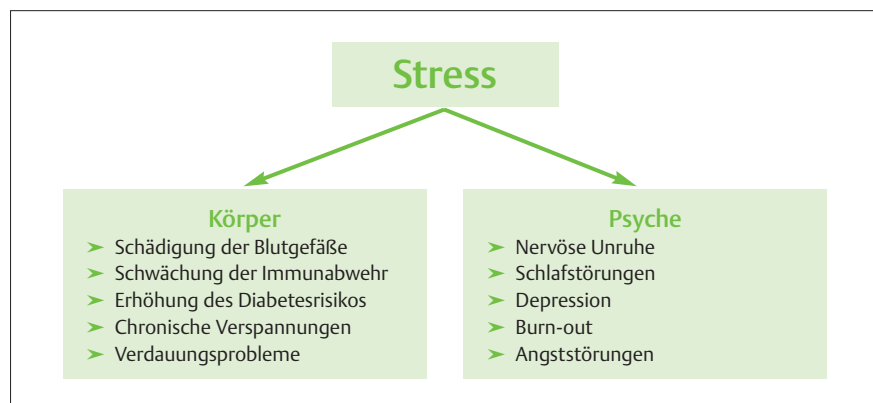 Stress
Körper
➤ Schädigung der Blutgefäße
➤ Schwächung der Immunabwehr
➤ Erhöhung des Diabetesrisikos
➤ Chronische Verspannungen
➤ Verdauungsprobleme
Psyche
➤ Nervöse Unruhe
➤ Schlafstörungen
➤ Depression
➤ Burn-out
➤ Angststörungen